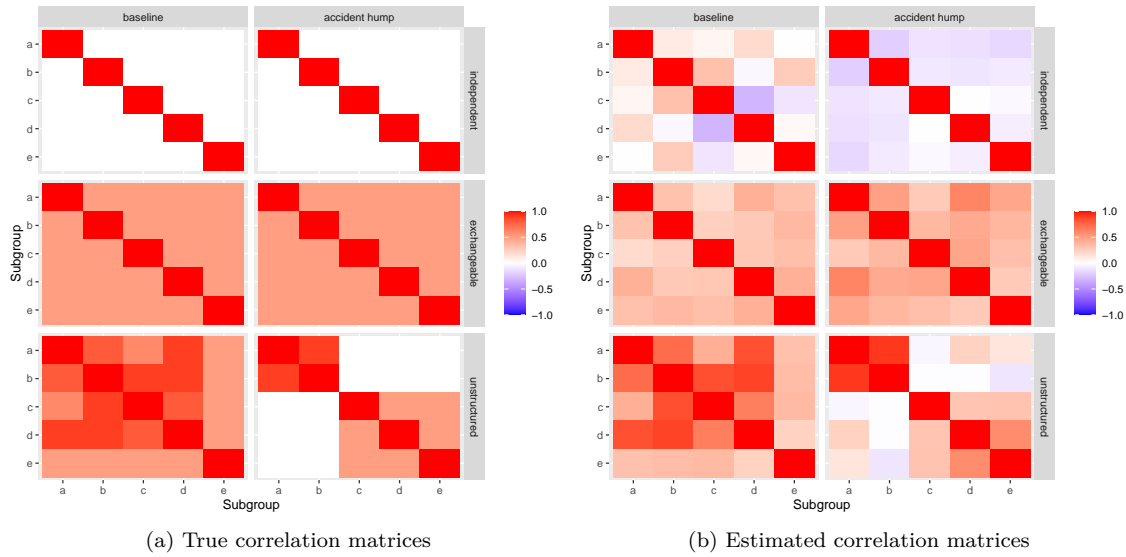 baseline
accident hump
a
b
c
d
e
independent
a
b
c
d
e
exchangeable
a
b
c
d
e
unstructured
a b c d e
a b c d e
Subgroup
Subgroup
1.0
0.5
0.0
−0.5
−1.0
(a) True correlation matrices
baseline
accident hump
a
b
c
d
e
independent
a
b
c
d
e
exchangeable
a
b
c
d
e
unstructured
a b c d e
a b c d e
Subgroup
Subgroup
1.0
0.5
0.0
−0.5
−1.0
(b) Estimated correlation matrices